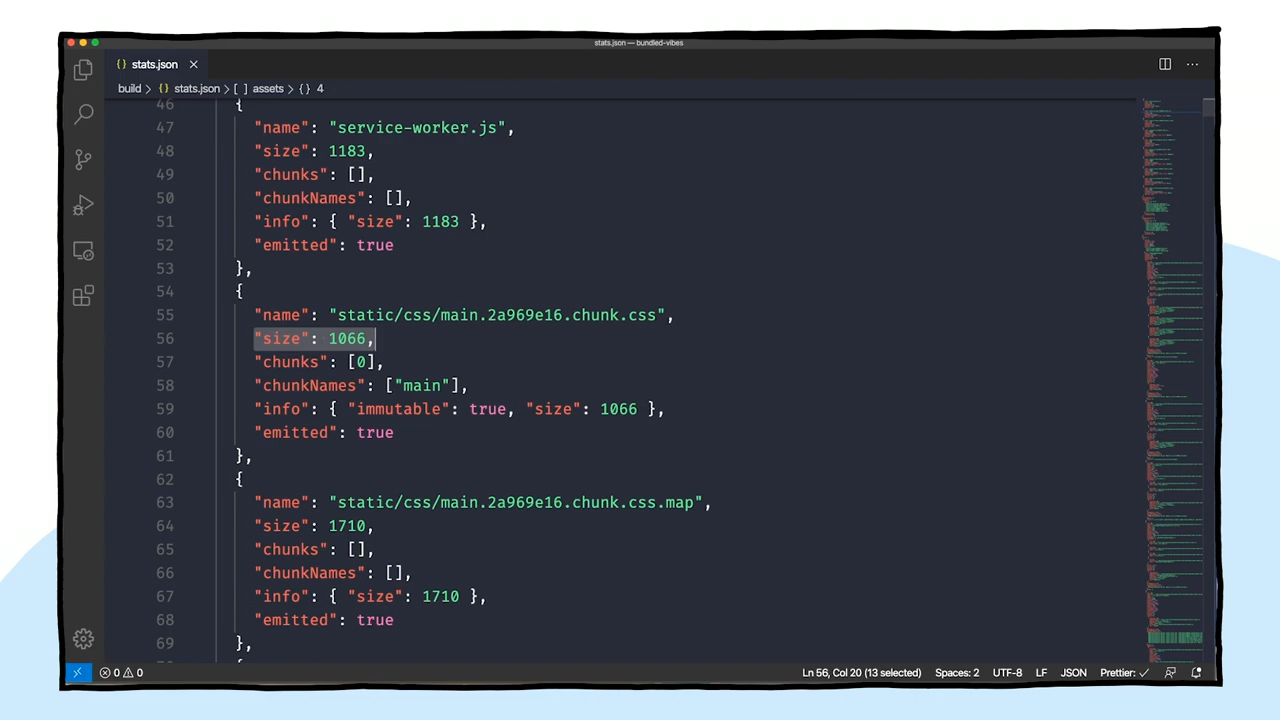 stats.json — bundled-vibes
{} stats.json ×
build > {} stats.json > [ ] assets > {} 4
46 {
47 "name": "service-worker.js",
48 "size": 1183,
49 "chunks": [],
50 "chunkNames": [],
51 "info": { "size": 1183 },
52 "emitted": true
53 },
54 {
55 "name": "static/css/main.2a969e16.chunk.css",
56 "size": 1066,
57 "chunks": [0],
58 "chunkNames": ["main"],
59 "info": { "immutable": true, "size": 1066 },
60 "emitted": true
61 },
62 {
63 "name": "static/css/main.2a969e16.chunk.css.map",
64 "size": 1710,
65 "chunks": [],
66 "chunkNames": [],
67 "info": { "size": 1710 },
68 "emitted": true
69 },
0 0 Ln 56, Col 20 (13 selected) Spaces: 2 UTF-8 LF JSON Prettier: ✓